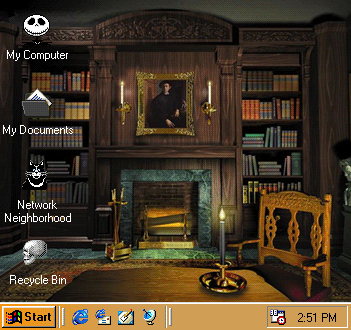 My Computer
My Documents
Network
Neighborhood
Recycle Bin
Start
2:51 PM